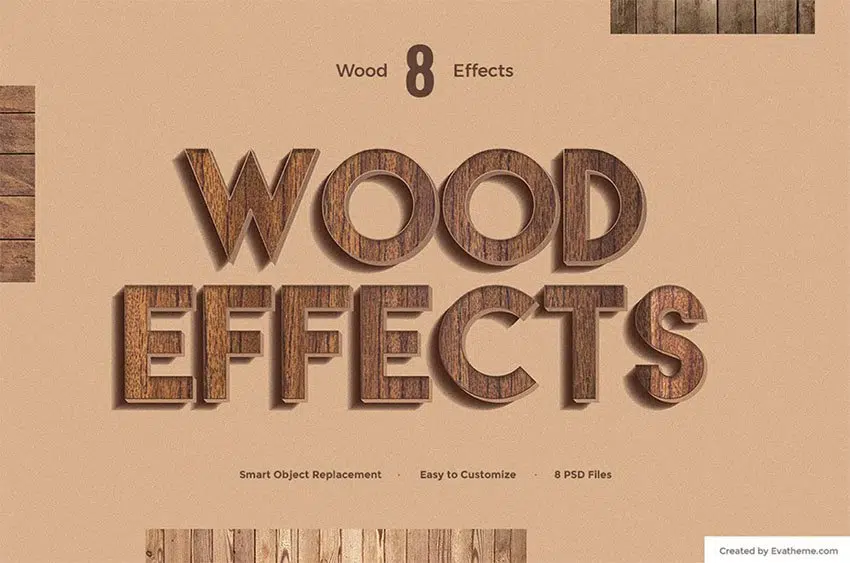 Wood 8 Effects
WOOD
EFFECTS
Smart Object Replacement · Easy to Customize · 8 PSD Files
Created by Evatheme.com